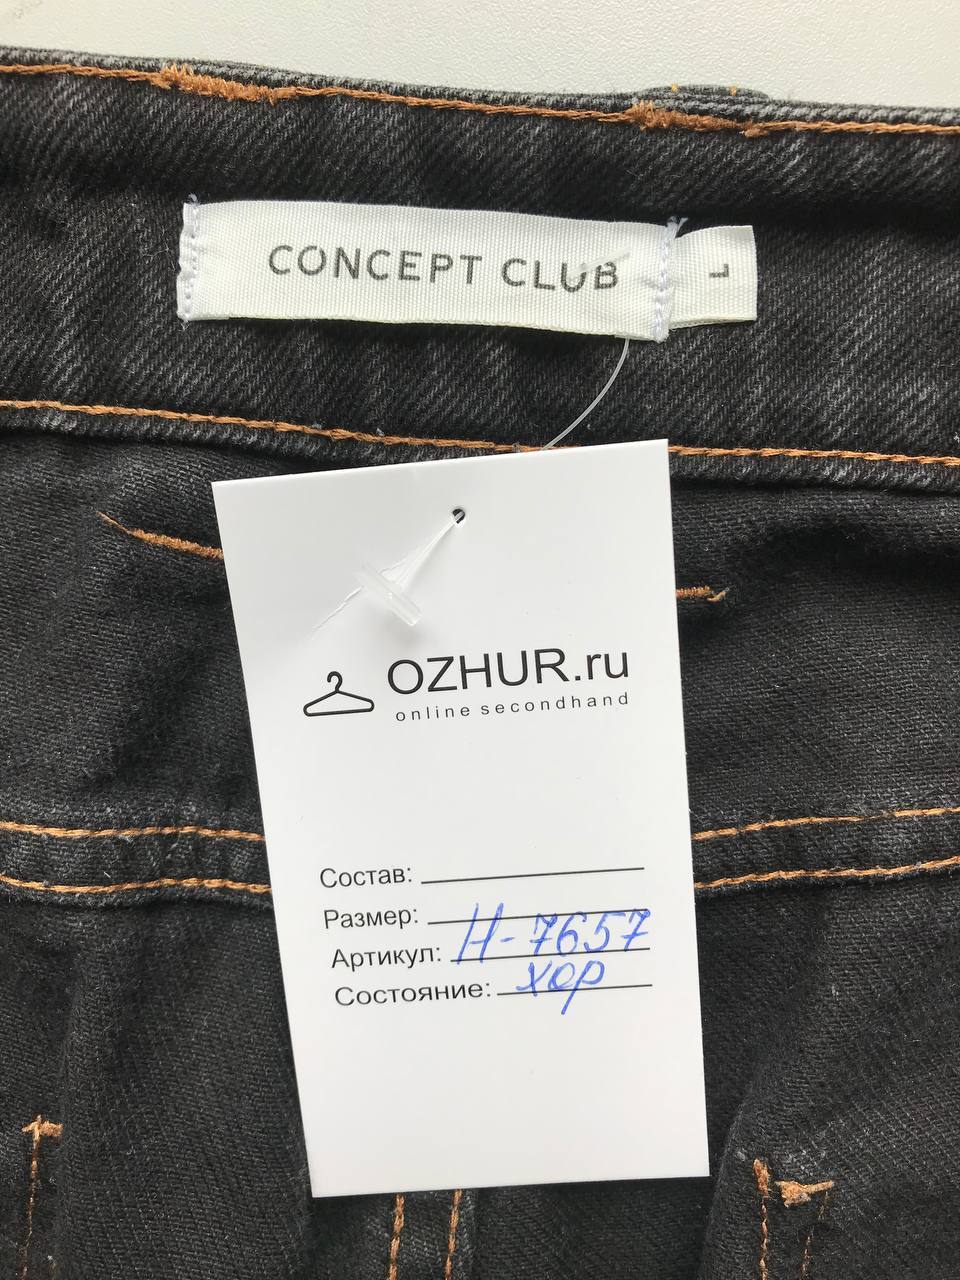 CONCEPT CLUB
L
OZHUR.ru
online secondhand
Состав:
Размер:
Артикул: Н-7657
Состояние: хор